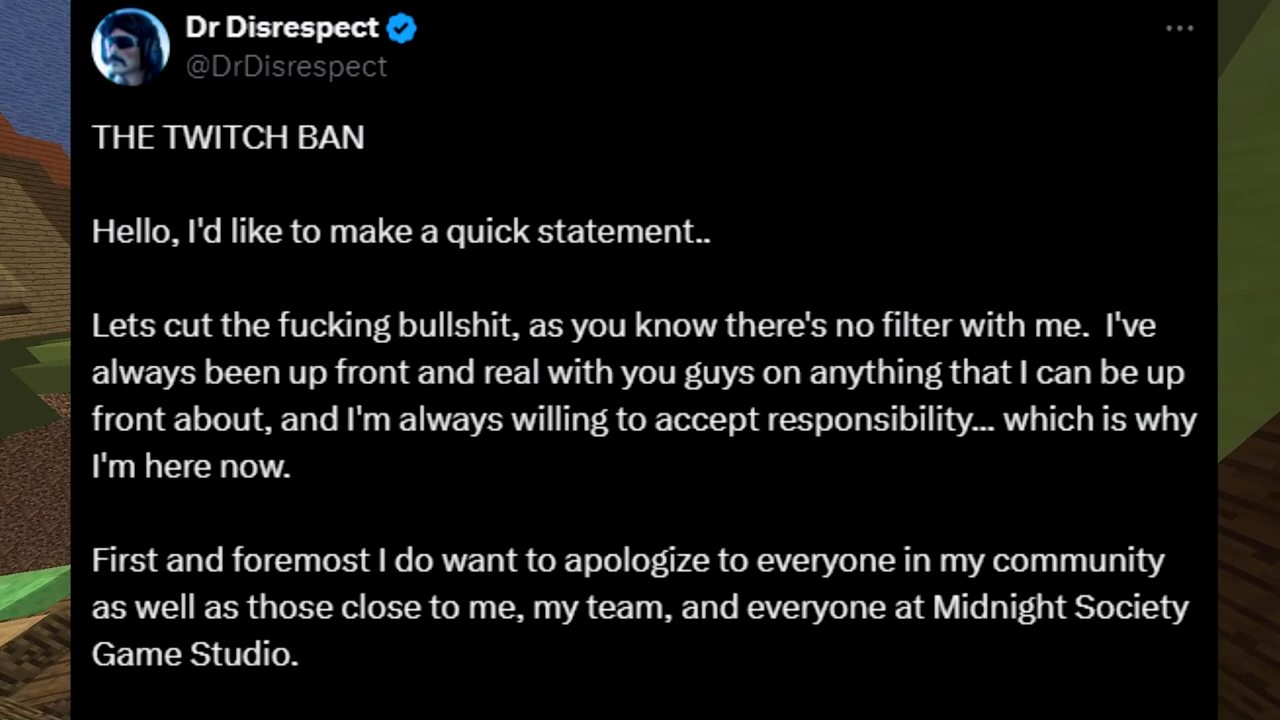 Dr Disrespect
@DrDisrespect
THE TWITCH BAN
Hello, I'd like to make a quick statement..
Lets cut the fucking bullshit, as you know there's no filter with me.  I've
always been up front and real with you guys on anything that I can be up
front about, and I'm always willing to accept responsibility... which is why
I'm here now.
First and foremost I do want to apologize to everyone in my community
as well as those close to me, my team, and everyone at Midnight Society
Game Studio.